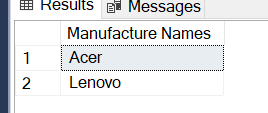 Results Messages
Manufacture Names
1 Acer
2 Lenovo